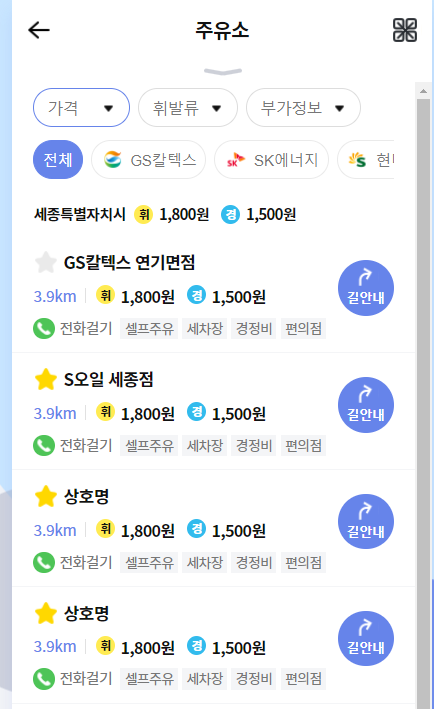 주유소
가격 휘발류 부가정보
전체 GS칼텍스 SK SK에너지
세종특별자치시 휘 1,800원 경 1,500원
GS칼텍스 연기면점
3.9km 휘 1,800원 경 1,500원
길안내
전화걸기 셀프주유 세차장 경정비 편의점
S오일 세종점
3.9km 휘 1,800원 경 1,500원
길안내
전화걸기 셀프주유 세차장 경정비 편의점
상호명
3.9km 휘 1,800원 경 1,500원
길안내
전화걸기 셀프주유 세차장 경정비 편의점
상호명
3.9km 휘 1,800원 경 1,500원
길안내
전화걸기 셀프주유 세차장 경정비 편의점